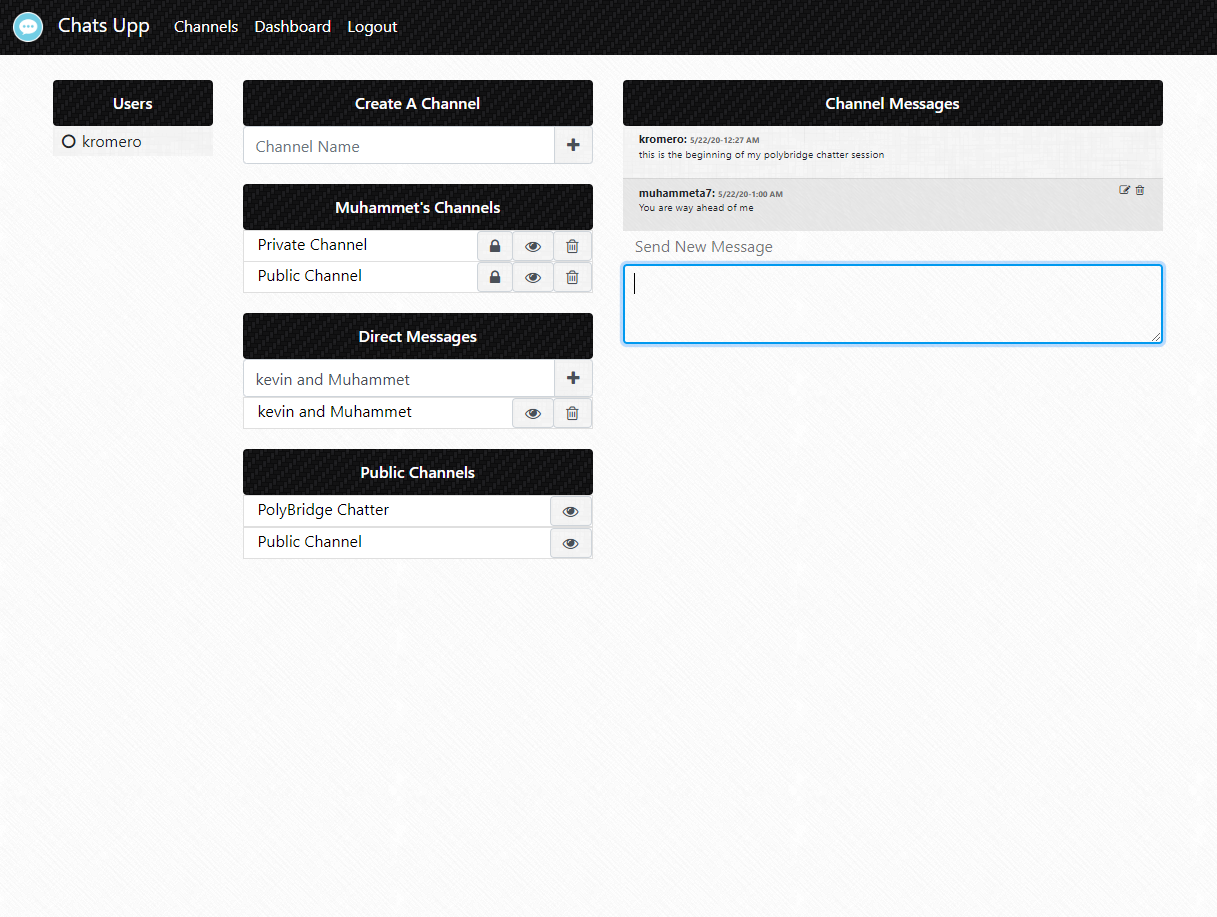 Chats Upp Channels Dashboard Logout
Users
kromero
Create A Channel
Channel Name
Muhammet's Channels
Private Channel
Public Channel
Direct Messages
kevin and Muhammet
kevin and Muhammet
Public Channels
PolyBridge Chatter
Public Channel
Channel Messages
kromero: 5/22/20-12:27 AM
this is the beginning of my polybridge chatter session
muhammeta7: 5/22/20-1:00 AM
You are way ahead of me
Send New Message